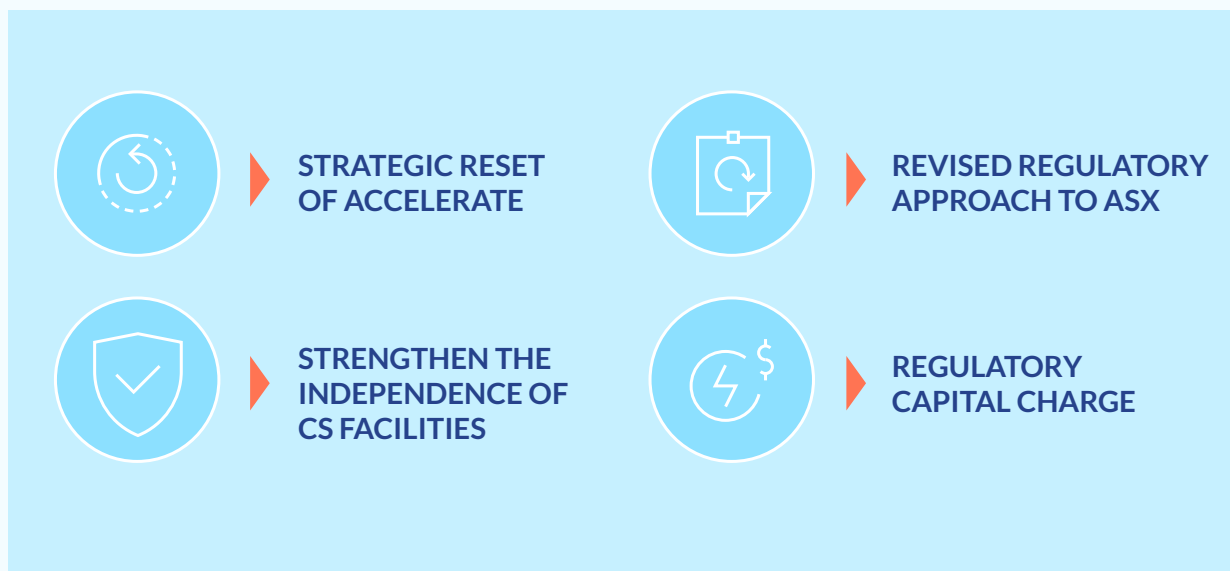 STRATEGIC RESET
OF ACCELERATE
REVISED REGULATORY
APPROACH TO ASX
STRENGTHEN THE
INDEPENDENCE OF
CS FACILITIES
REGULATORY
CAPITAL CHARGE